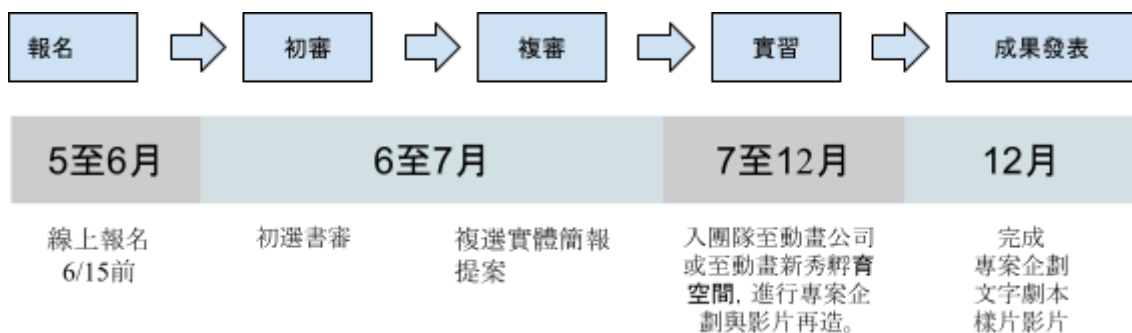 報名
初審
複審
實習
成果發表
5至6月
6至7月
7至12月
12月
線上報名
6/15前
初選書審
複選實體簡報
提案
入團隊至動畫公司
或至動畫新秀孵育
空間, 進行專案企
劃與影片再造。
完成
專案企劃
文字劇本
樣片影片